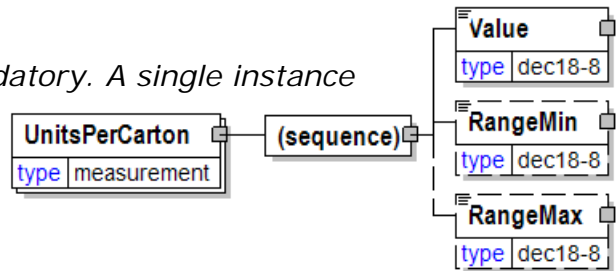 Value
type dec18-8
datory. A single instance
RangeMin
type dec18-8
UnitsPerCarton
type measurement
(sequence)
RangeMax
type dec18-8